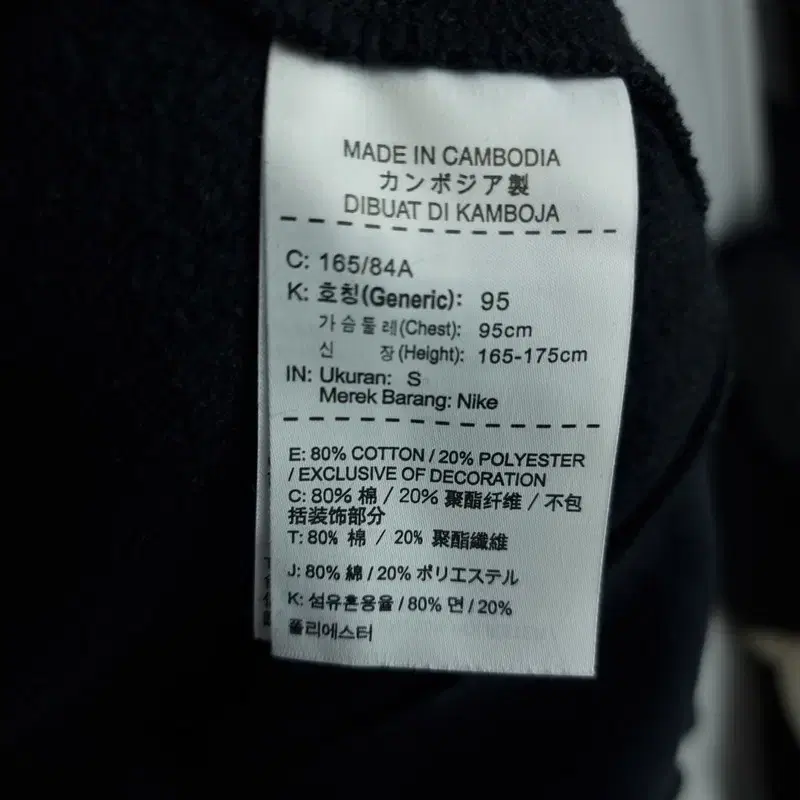 MADE IN CAMBODIA
カンボジア製
DIBUAT DI KAMBOJA
C: 165/84A
K: 호칭(Generic): 95
가슴둘레(Chest): 95cm
신 장(Height): 165-175cm
IN: Ukuran: S
Merek Barang: Nike
E: 80% COTTON / 20% POLYESTER
/ EXCLUSIVE OF DECORATION
C: 80% 棉 / 20% 聚酯纤维 / 不包
括装饰部分
T: 80% 棉 / 20% 聚酯纖維
J: 80% 綿 / 20% ポリエステル
K: 섬유혼용율 / 80% 면 / 20%
폴리에스터